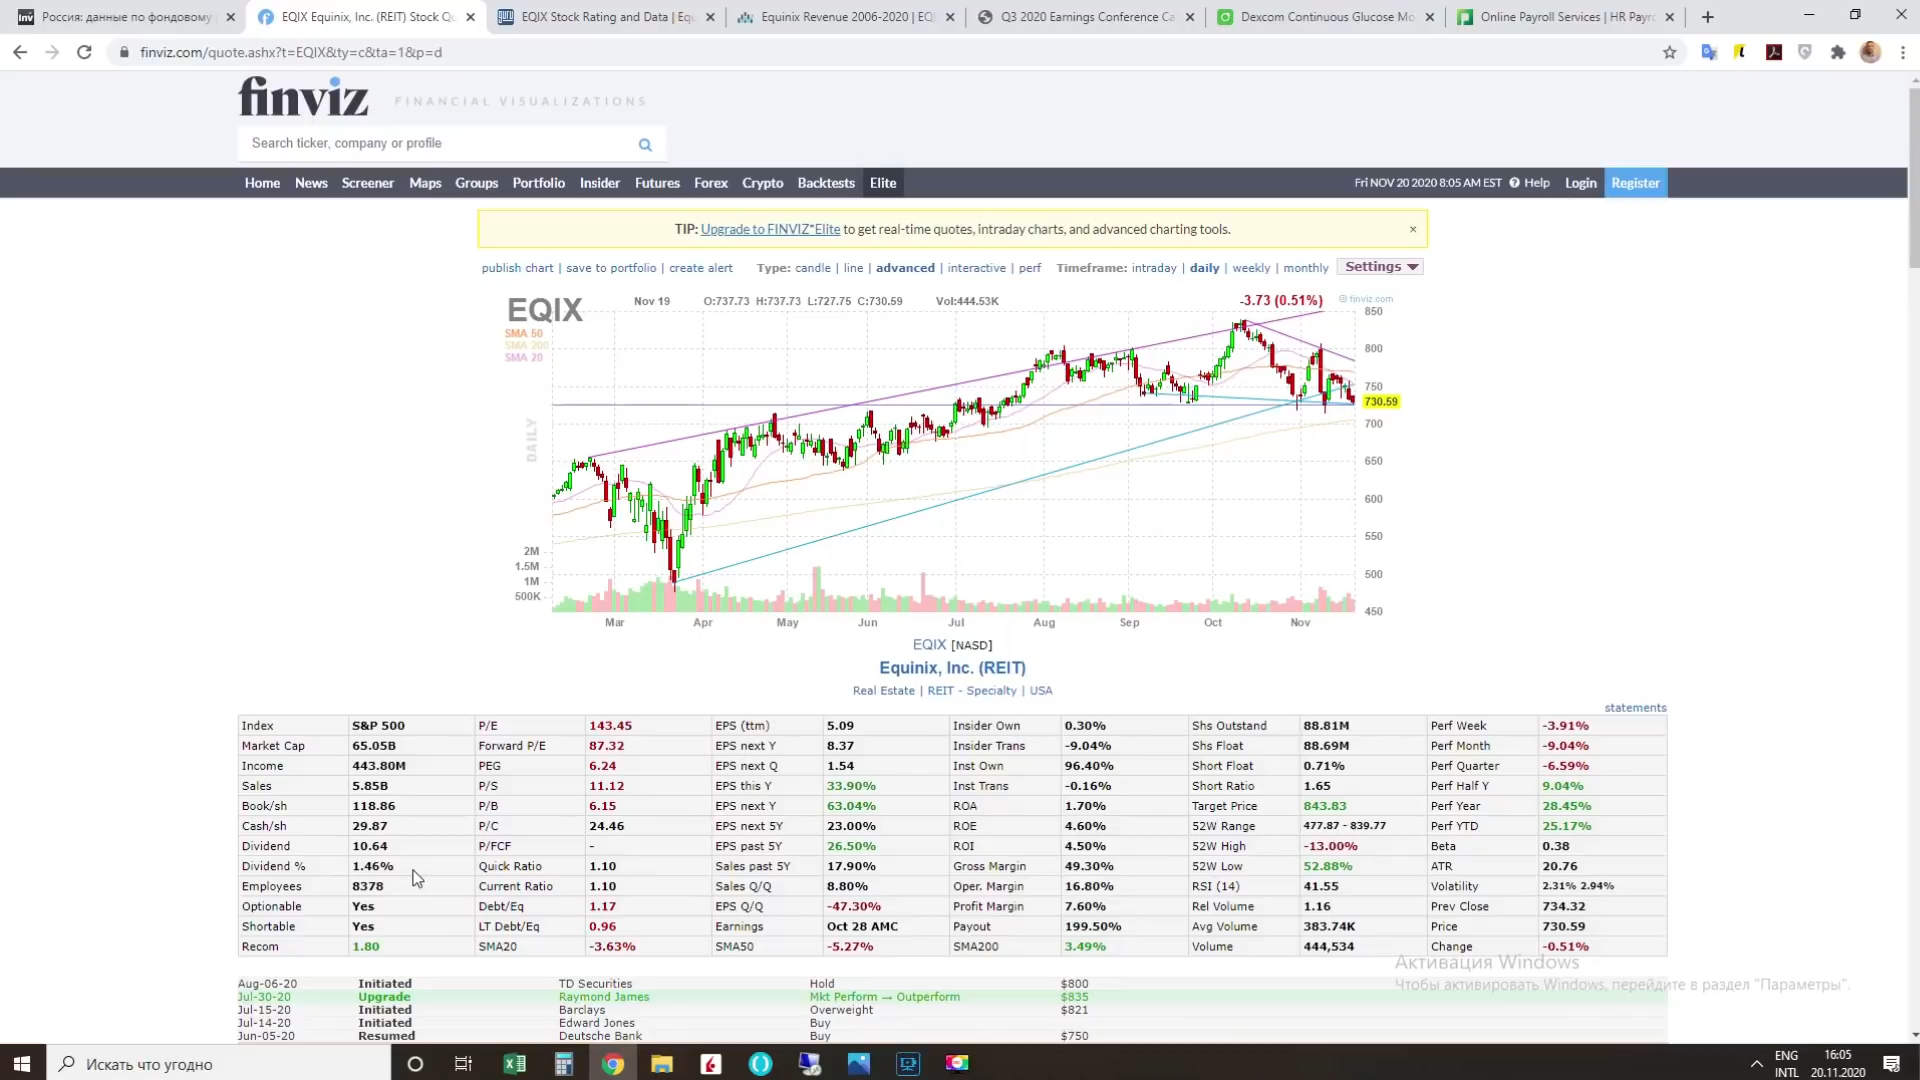 Россия: данные по фондовому
EQIX Equinix, Inc. (REIT) Stock Qu
EQIX Stock Rating and Data | Equ
Equinix Revenue 2006-2020 | EQI
Q3 2020 Earnings Conference Ca
Dexcom Continuous Glucose Mo
Online Payroll Services | HR Payro
finviz.com/quote.ashx?t=EQIX&ty=c&ta=1&p=d
finviz FINANCIAL VISUALIZATIONS
Search ticker, company or profile
Home News Screener Maps Groups Portfolio Insider Futures Forex Crypto Backtests Elite Fri NOV 20 2020 8:05 AM EST Help Login Register
TIP: Upgrade to FINVIZ*Elite to get real-time quotes, intraday charts, and advanced charting tools. ×
publish chart | save to portfolio | create alert Type: candle | line | advanced | interactive | perf Timeframe: intraday | daily | weekly | monthly Settings
EQIX Nov 19 O:737.73 H:737.73 L:727.75 C:730.59 Vol:444.53K -3.73 (0.51%) © finviz.com
SMA 50
SMA 200
SMA 20
DAILY
850
800
750
730.59
700
650
600
550
500
450
2M
1.5M
1M
500K
Mar Apr May Jun Jul Aug Sep Oct Nov
EQIX [NASD]
Equinix, Inc. (REIT)
Real Estate | REIT - Specialty | USA
statements
Index S&P 500 P/E 143.45 EPS (ttm) 5.09 Insider Own 0.30% Shs Outstand 88.81M Perf Week -3.91%
Market Cap 65.05B Forward P/E 87.32 EPS next Y 8.37 Insider Trans -9.04% Shs Float 88.69M Perf Month -9.04%
Income 443.80M PEG 6.24 EPS next Q 1.54 Inst Own 96.40% Short Float 0.71% Perf Quarter -6.59%
Sales 5.85B P/S 11.12 EPS this Y 33.90% Inst Trans -0.16% Short Ratio 1.65 Perf Half Y 9.04%
Book/sh 118.86 P/B 6.15 EPS next Y 63.04% ROA 1.70% Target Price 843.83 Perf Year 28.45%
Cash/sh 29.87 P/C 24.46 EPS next 5Y 23.00% ROE 4.60% 52W Range 477.87 - 839.77 Perf YTD 25.17%
Dividend 10.64 P/FCF - EPS past 5Y 26.50% ROI 4.50% 52W High -13.00% Beta 0.38
Dividend % 1.46% Quick Ratio 1.10 Sales past 5Y 17.90% Gross Margin 49.30% 52W Low 52.88% ATR 20.76
Employees 8378 Current Ratio 1.10 Sales Q/Q 8.80% Oper. Margin 16.80% RSI (14) 41.55 Volatility 2.31% 2.94%
Optionable Yes Debt/Eq 1.17 EPS Q/Q -47.30% Profit Margin 7.60% Rel Volume 1.16 Prev Close 734.32
Shortable Yes LT Debt/Eq 0.96 Earnings Oct 28 AMC Payout 199.50% Avg Volume 383.74K Price 730.59
Recom 1.80 SMA20 -3.63% SMA50 -5.27% SMA200 3.49% Volume 444,534 Change -0.51%
Активация Windows
Чтобы активировать Windows, перейдите в раздел "Параметры".
Aug-06-20 Initiated TD Securities Hold $800
Jul-30-20 Upgrade Raymond James Mkt Perform → Outperform $835
Jul-15-20 Initiated Barclays Overweight $821
Jul-14-20 Initiated Edward Jones Buy
Jun-05-20 Resumed Deutsche Bank Buy $750
Искать что угодно
ENG 16:05
INTL 20.11.2020